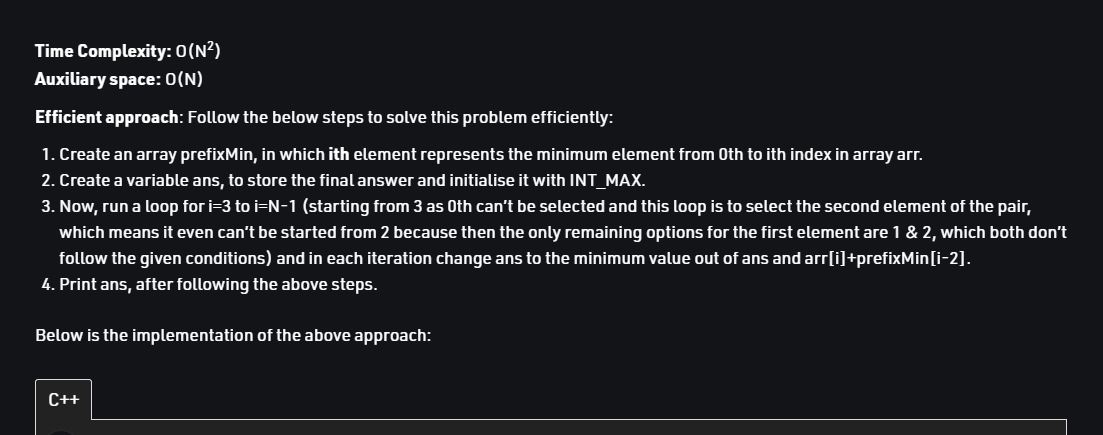 Time Complexity: O(N²)
Auxiliary space: O(N)
Efficient approach: Follow the below steps to solve this problem efficiently:
1. Create an array prefixMin, in which ith element represents the minimum element from 0th to ith index in array arr.
2. Create a variable ans, to store the final answer and initialise it with INT_MAX.
3. Now, run a loop for i=3 to i=N-1 (starting from 3 as 0th can't be selected and this loop is to select the second element of the pair,
which means it even can't be started from 2 because then the only remaining options for the first element are 1 & 2, which both don't
follow the given conditions) and in each iteration change ans to the minimum value out of ans and arr[i]+prefixMin[i-2].
4. Print ans, after following the above steps.
Below is the implementation of the above approach:
C++